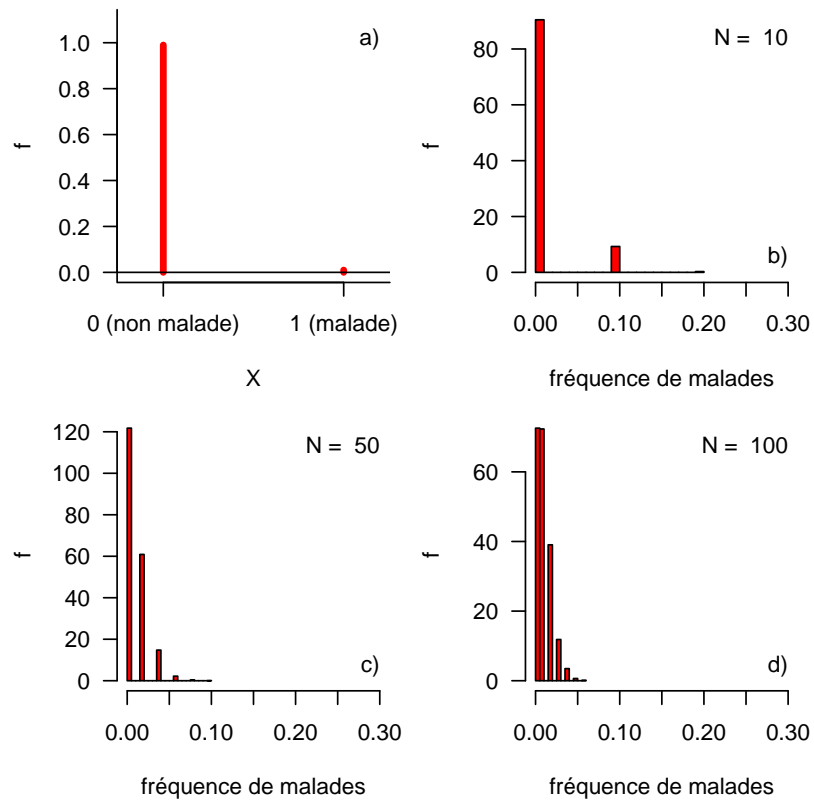 a)
f
1.0
0.8
0.6
0.4
0.2
0.0
0 (non malade) 1 (malade)
X
N = 10
f
80
60
40
20
0
b)
0.00 0.10 0.20 0.30
fréquence de malades
N = 50
f
120
100
80
60
40
20
0
c)
0.00 0.10 0.20 0.30
fréquence de malades
N = 100
f
60
40
20
0
d)
0.00 0.10 0.20 0.30
fréquence de malades